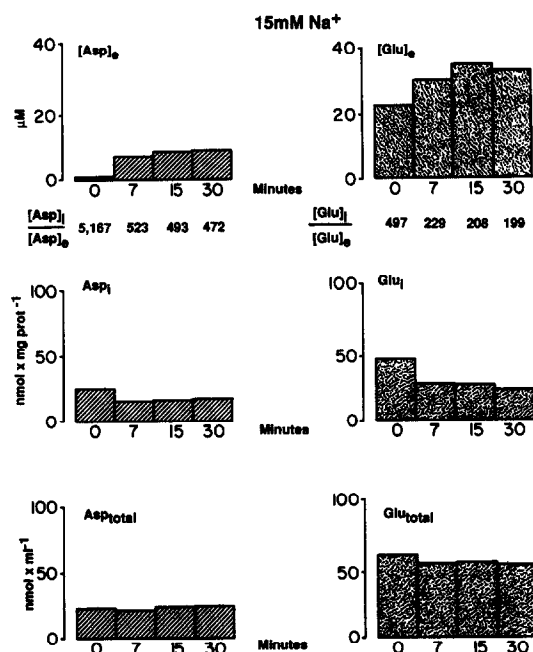 15mM Na⁺
[Asp]e
40
20
0
μM
0 7 15 30
Minutes
[Glu]e
40
20
0
0 7 15 30
[Asp]i
[Asp]e
5,167 523 493 472
[Glu]i
[Glu]e
497 229 208 199
Aspi
100
50
0
nmol x mg prot⁻¹
0 7 15 30
Minutes
Glui
100
50
0
0 7 15 30
Asptotal
100
50
0
nmol x ml⁻¹
0 7 15 30
Minutes
Glutotal
100
50
0
0 7 15 30